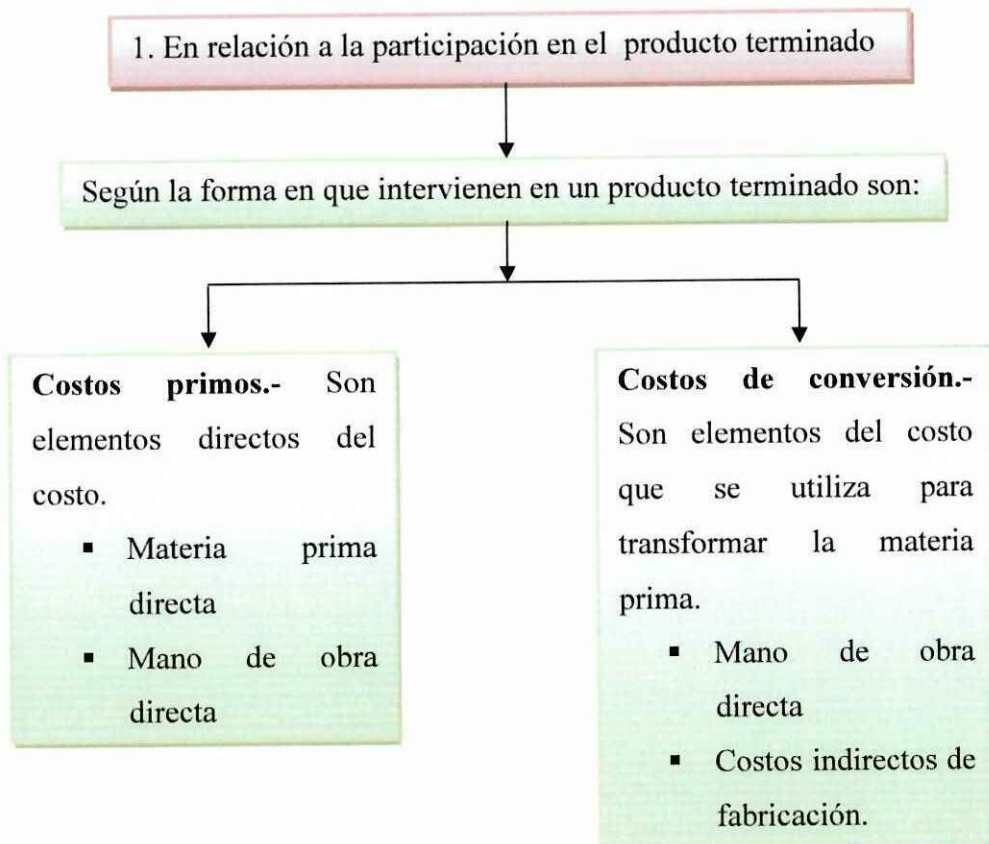 1. En relación a la participación en el producto terminado
Según la forma en que intervienen en un producto terminado son:
Costos primos.- Son
elementos directos del
costo.
▪ Materia prima
directa
▪ Mano de obra
directa
Costos de conversión.-
Son elementos del costo
que se utiliza para
transformar la materia
prima.
▪ Mano de obra
directa
▪ Costos indirectos de
fabricación.